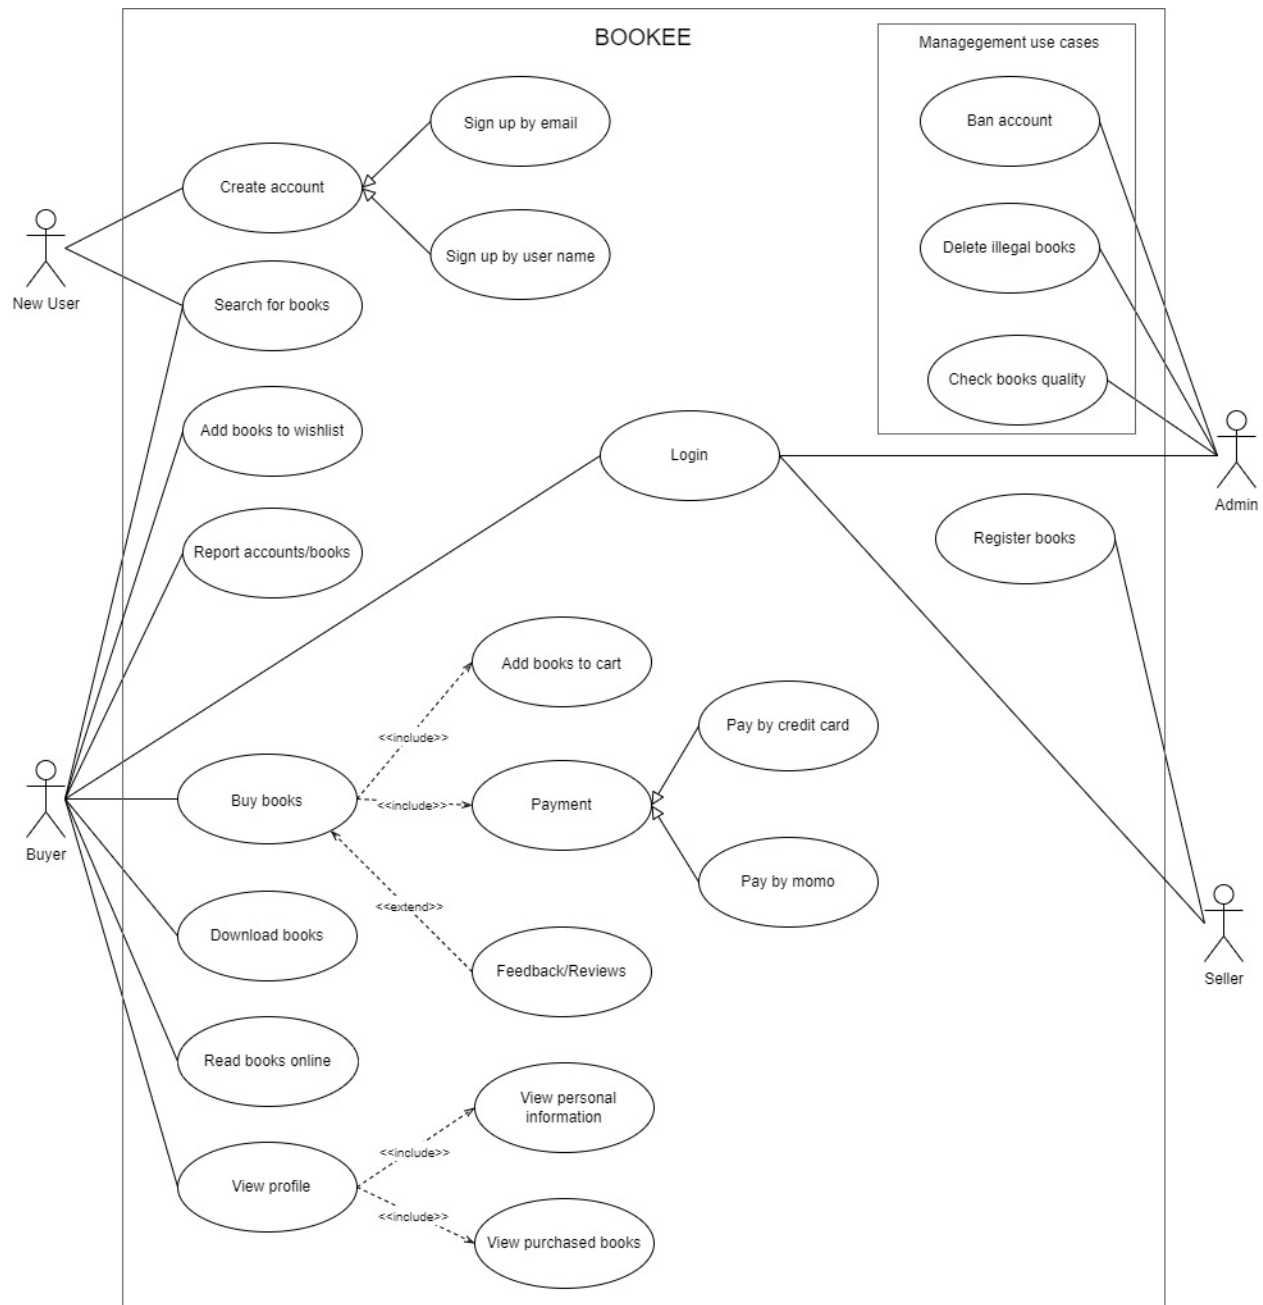 BOOKEE
Managegement use cases
Sign up by email
Ban account
Create account
Sign up by user name
Delete illegal books
New User
Search for books
Check books quality
Add books to wishlist
Login
Admin
Report accounts/books
Register books
Add books to cart
Pay by credit card
<<include>>
Buy books
<<include>>
Payment
Buyer
Pay by momo
<<extend>>
Download books
Feedback/Reviews
Seller
Read books online
View personal
information
<<include>>
View profile
<<include>>
View purchased books